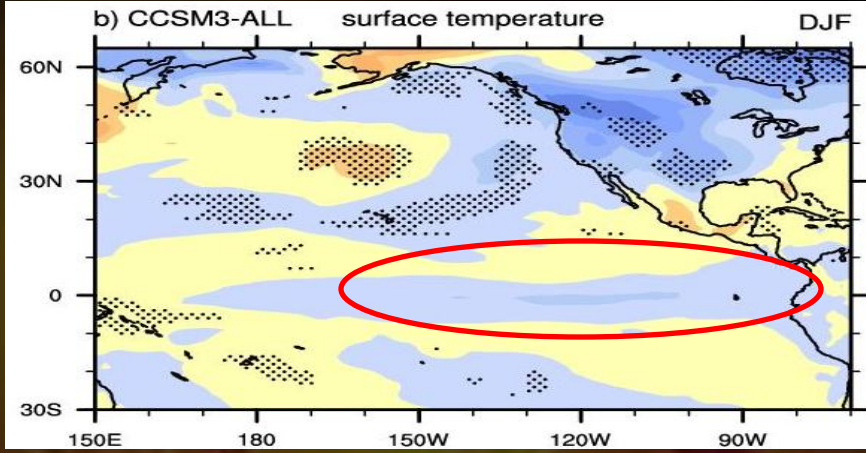 b) CCSM3-ALL surface temperature DJF
60N
30N
0
30S
150E 180 150W 120W 90W